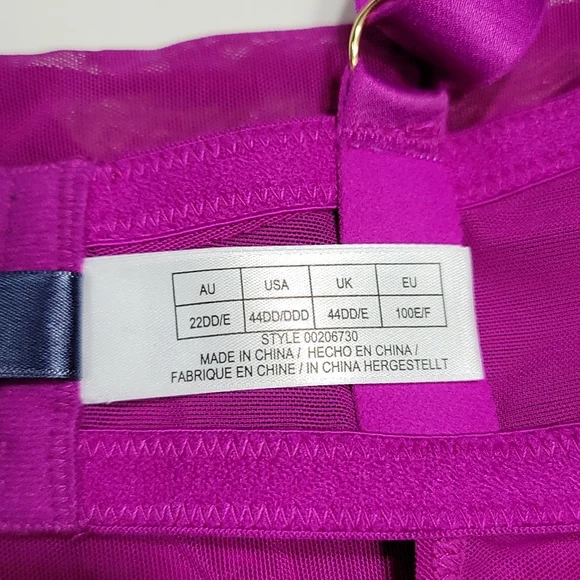 AU USA UK EU
22DD/E 44DD/DDD 44DD/E 100E/F
STYLE 00206730
MADE IN CHINA / HECHO EN CHINA /
FABRIQUE EN CHINE / IN CHINA HERGESTELLT